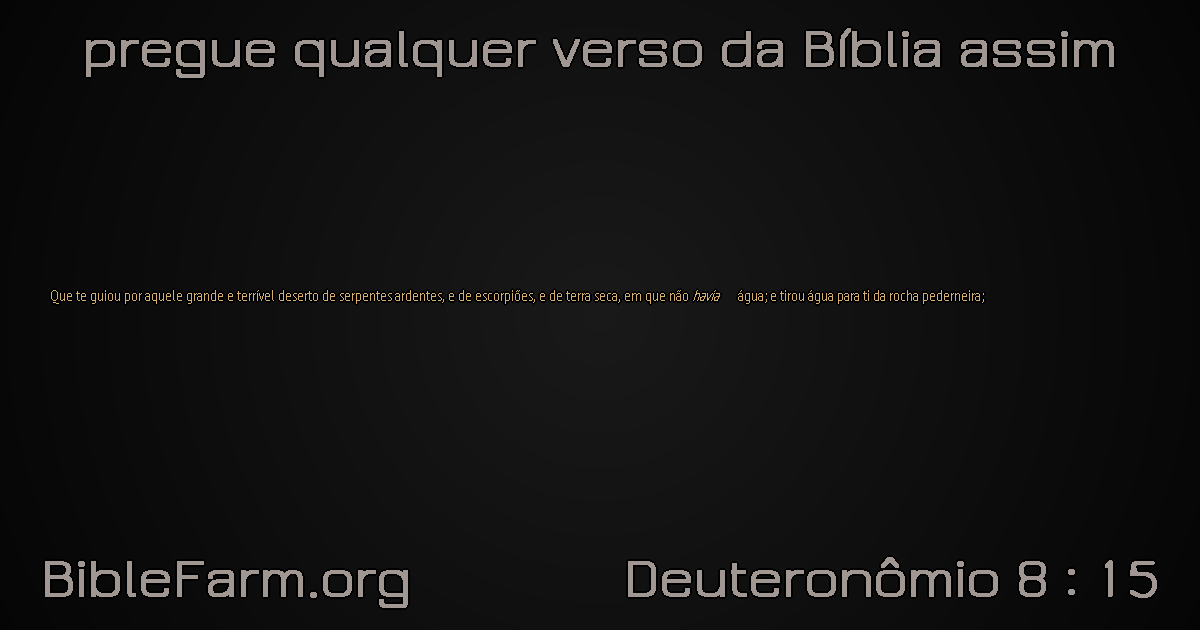 pregue qualquer verso da Bíblia assim
Que te guiou por aquele grande e terrível deserto de serpentes ardentes, e de escorpiões, e de terra seca, em que não havia água; e tirou água para ti da rocha pederneira;
BibleFarm.org
Deuteronômio 8 : 15